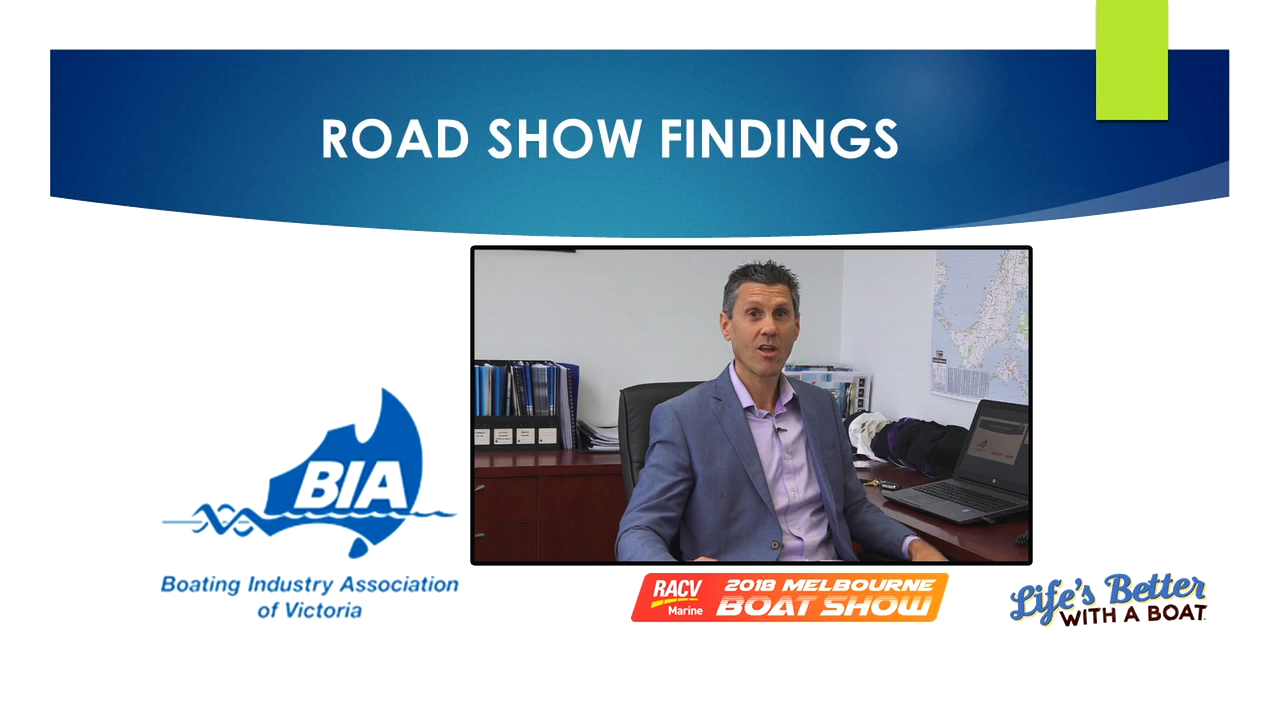 ROAD SHOW FINDINGS
BIA
Boating Industry Association
of Victoria
RACV
Marine
2018 MELBOURNE
BOAT SHOW
Life's Better
WITH A BOAT